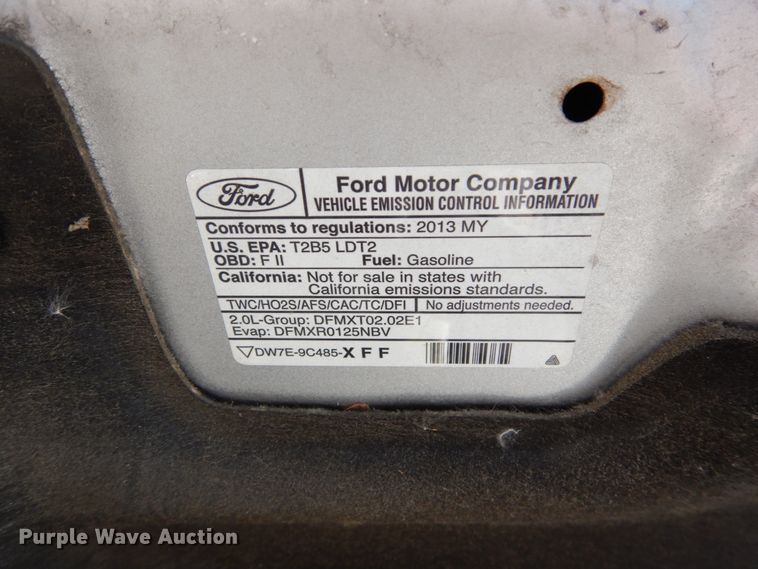 Ford
Ford Motor Company
VEHICLE EMISSION CONTROL INFORMATION
Conforms to regulations: 2013 MY
U.S. EPA: T2B5 LDT2
OBD: F II Fuel: Gasoline
California: Not for sale in states with
California emissions standards.
TWC/HO2S/AFS/CAC/TC/DFI No adjustments needed.
2.0L-Group: DFMXT02.02E1
Evap: DFMXR0125NBV
DW7E-9C485-XFF
Purple Wave Auction